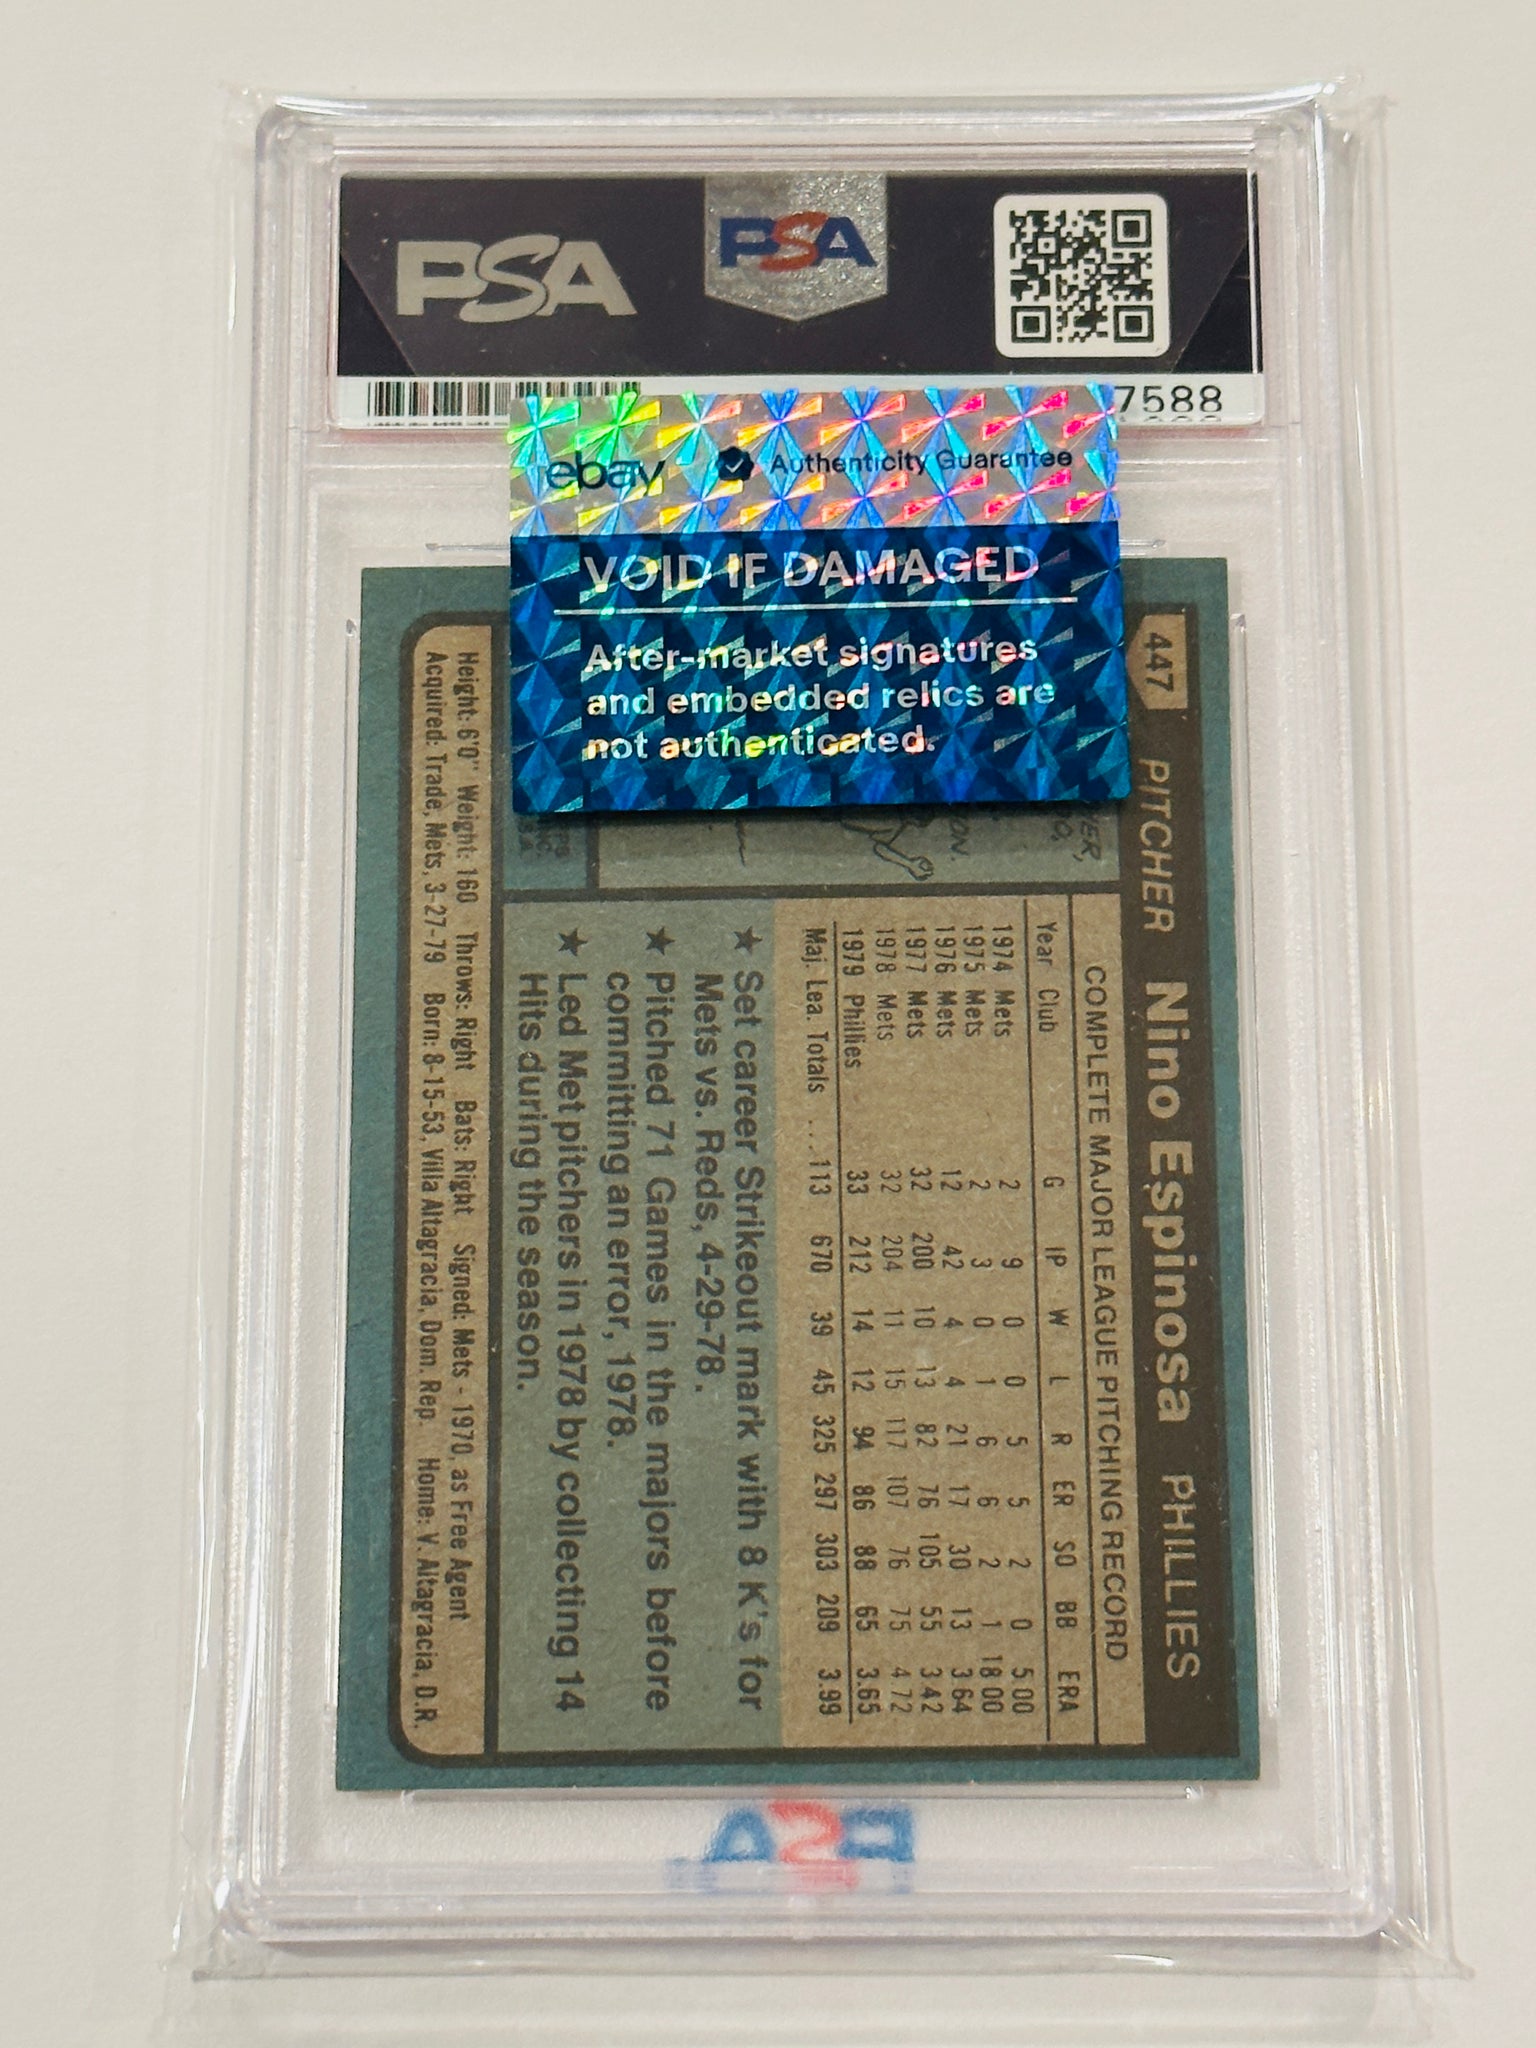 PSA
PSA
7588
ebay Authenticity Guarantee
VOID IF DAMAGED
After-market signatures
and embedded relics are
not authenticated.
447 PITCHER Nino Espinosa PHILLIES
COMPLETE MAJOR LEAGUE PITCHING RECORD
Year Club G IP W L R ER SO BB ERA
1974 Mets 2 9 0 0 5 5 2 0 5.00
1975 Mets 2 3 0 1 6 6 2 1 18.00
1976 Mets 12 42 4 4 21 17 30 13 3.64
1977 Mets 32 200 10 13 82 76 105 55 3.42
1978 Mets 32 204 11 15 117 107 76 75 4.72
1979 Phillies 33 212 14 12 94 86 88 65 3.65
Maj. Lea. Totals ...113 670 39 45 325 297 303 209 3.99
★ Set career Strikeout mark with 8 K's for
Mets vs. Reds, 4-29-78.
★ Pitched 71 Games in the majors before
committing an error, 1978.
★ Led Met pitchers in 1978 by collecting 14
Hits during the season.
Height: 6'0" Weight: 160 Throws: Right Bats: Right Signed: Mets - 1970, as Free Agent
Acquired: Trade, Mets, 3-27-79 Born: 8-15-53, Villa Altagracia, Dom. Rep. Home: V. Altagracia, D.R.
PSA